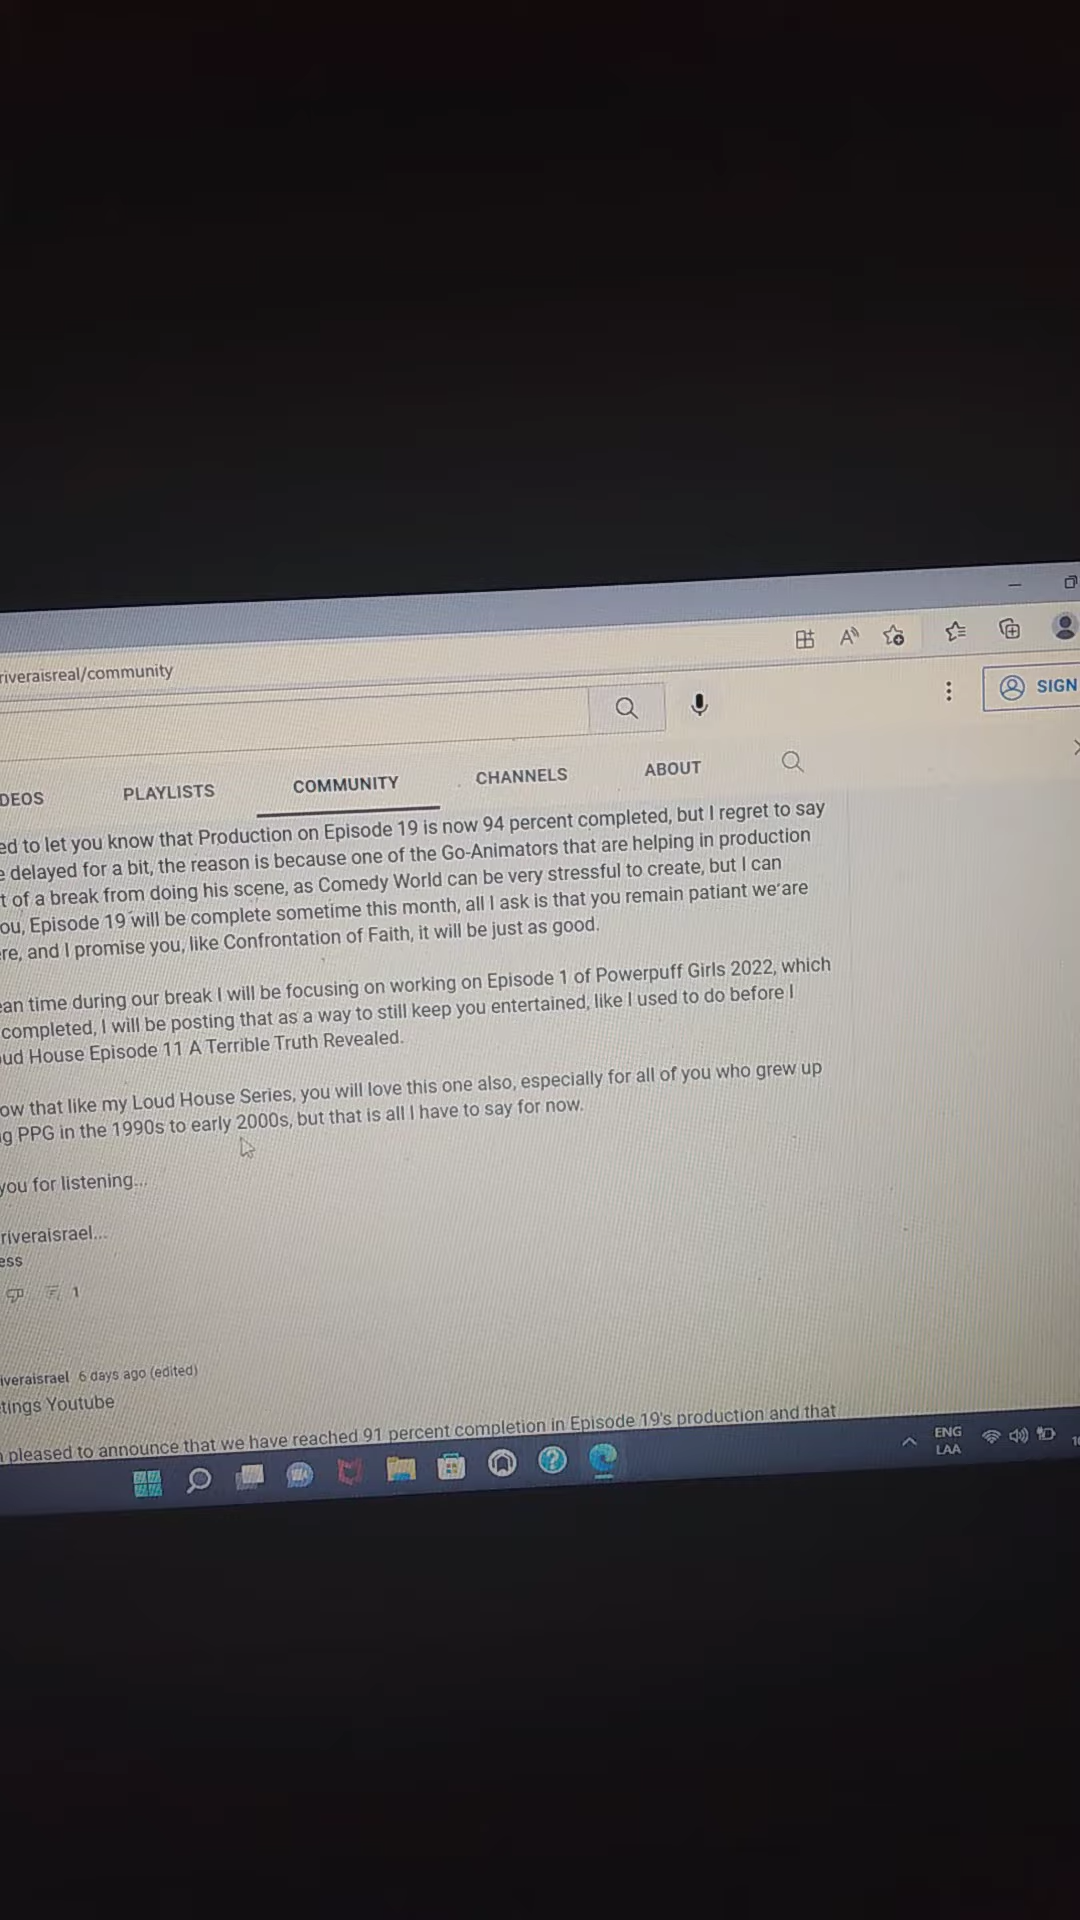 riveraisreal/community
SIGN
DEOS
PLAYLISTS
COMMUNITY
CHANNELS
ABOUT
ed to let you know that Production on Episode 19 is now 94 percent completed, but I regret to say
e delayed for a bit, the reason is because one of the Go-Animators that are helping in production
t of a break from doing his scene, as Comedy World can be very stressful to create, but I can
ou, Episode 19 will be complete sometime this month, all I ask is that you remain patiant we are
re, and I promise you, like Confrontation of Faith, it will be just as good.
ean time during our break I will be focusing on working on Episode 1 of Powerpuff Girls 2022, which
completed, I will be posting that as a way to still keep you entertained, like I used to do before I
oud House Episode 11 A Terrible Truth Revealed.
ow that like my Loud House Series, you will love this one also, especially for all of you who grew up
g PPG in the 1990s to early 2000s, but that is all I have to say for now.
you for listening...
riveraisrael...
ess
1
iveraisrael 6 days ago (edited)
tings Youtube
n pleased to announce that we have reached 91 percent completion in Episode 19's production and that
ENG
LAA